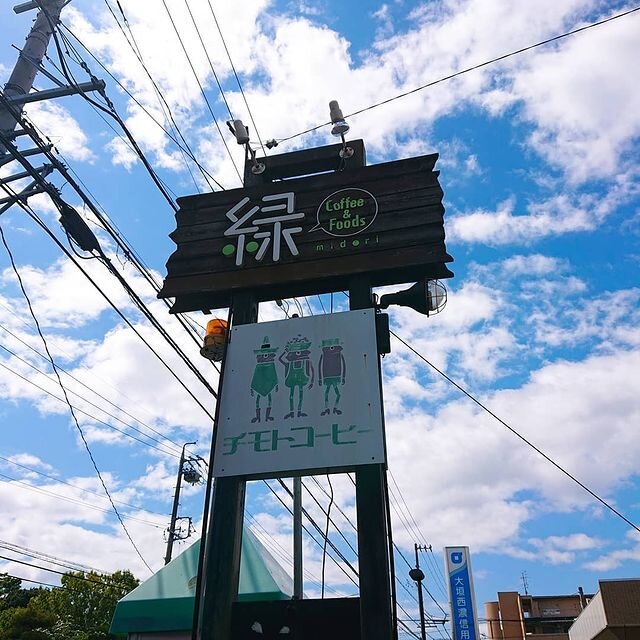 緑
Coffee
&
Foods
midori
チモトコーヒー
大垣西濃信用